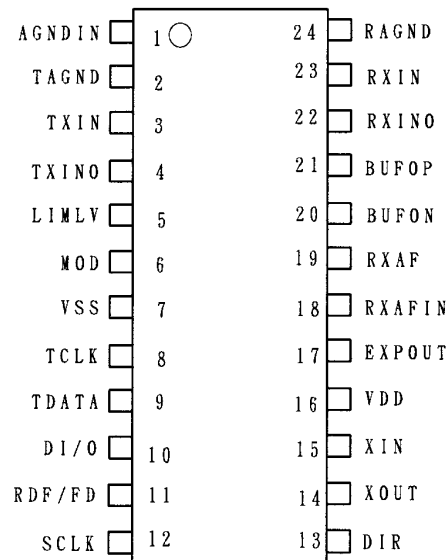 AGNDIN 1 24 RAGND
TAGND 2 23 RXIN
TXIN 3 22 RXINO
TXINO 4 21 BUFOP
LIMLV 5 20 BUFON
MOD 6 19 RXAF
VSS 7 18 RXAFIN
TCLK 8 17 EXPOUT
TDATA 9 16 VDD
DI/O 10 15 XIN
RDF/FD 11 14 XOUT
SCLK 12 13 DIR